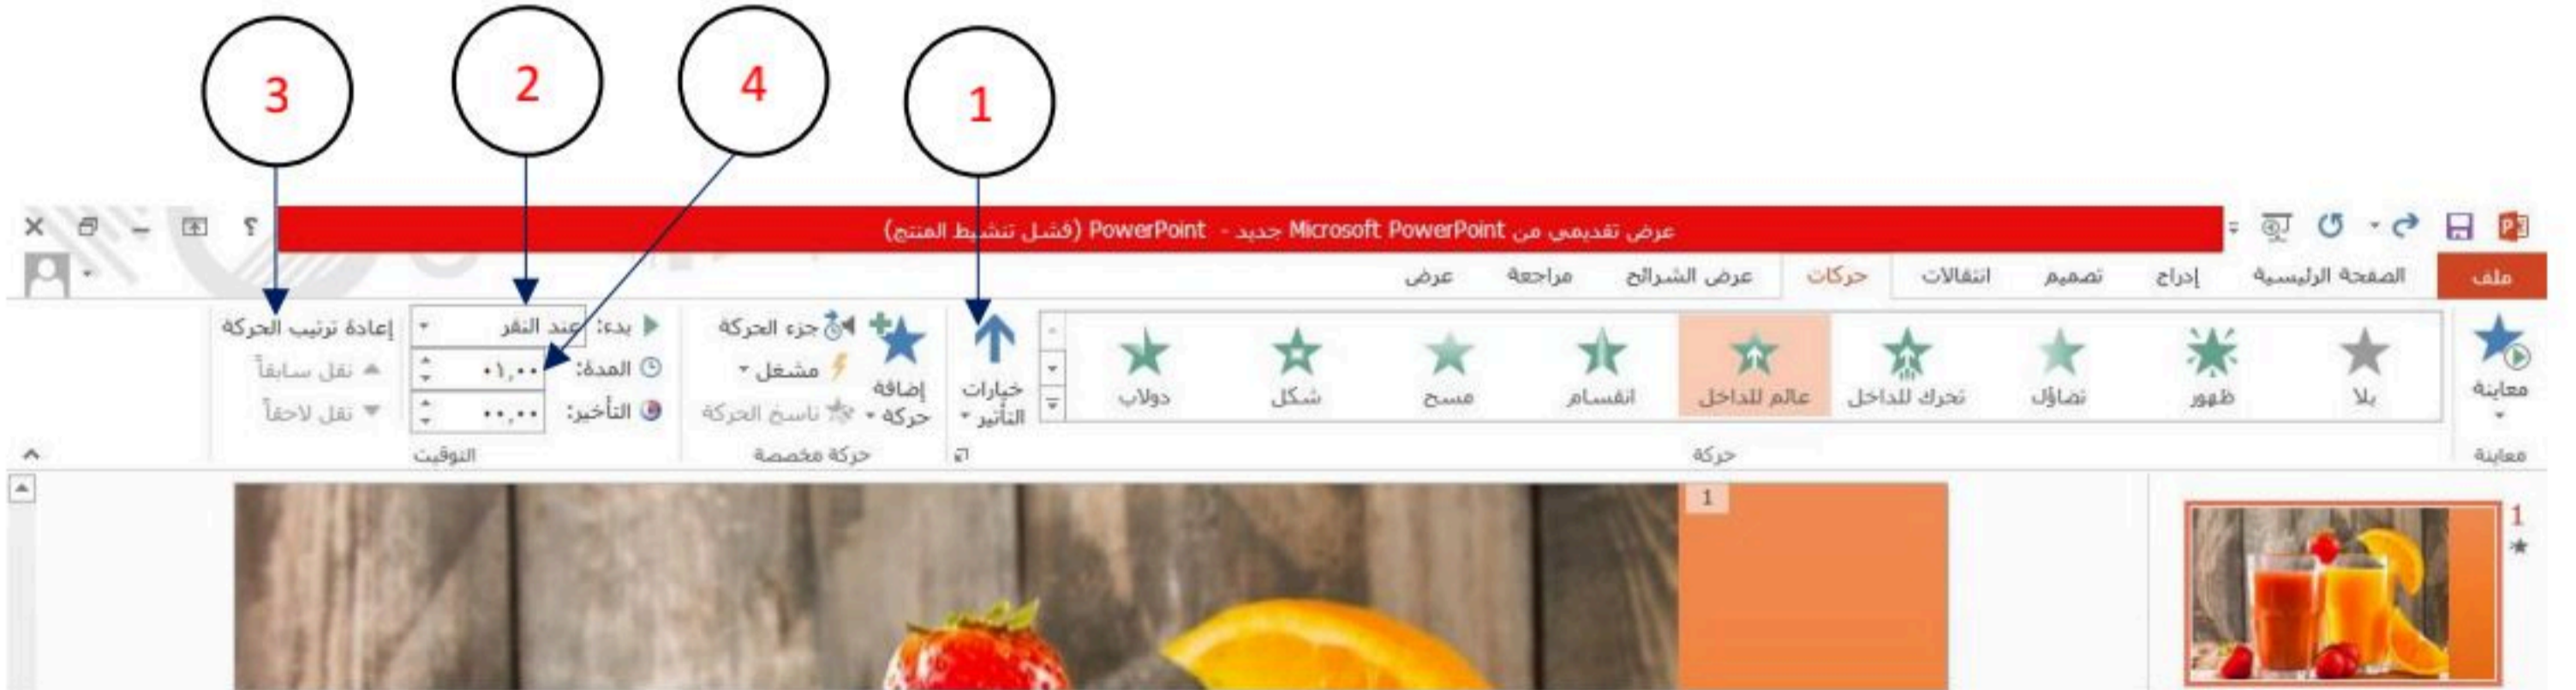 3
2
4
1
عرض تقديمي من Microsoft PowerPoint جديد - PowerPoint (فشل تنشيط المنتج)
?
ملف
الصفحة الرئيسية
إدراج
تصميم
انتقالات
حركات
عرض الشرائح
مراجعة
عرض
معاينة
بلا
ظهور
تضاؤل
تحرك للداخل
عالم للداخل
انقسام
مسح
شكل
دولاب
خيارات التأثير
إضافة حركة
جزء الحركة
مشغل
ناسخ الحركة
بدء: عند النقر
المدة: ٠١,٠٠
التأخير: ٠٠,٠٠
إعادة ترتيب الحركة
نقل سابقاً
نقل لاحقاً
معاينة
حركة
حركة مخصصة
التوقيت
1
1